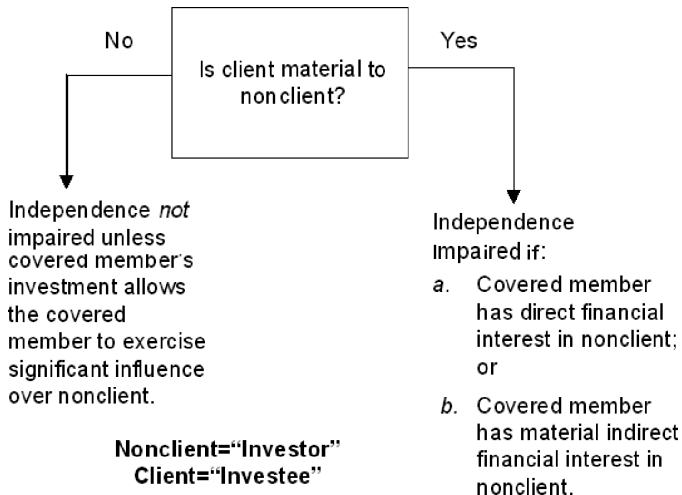 No
Yes
Is client material to
nonclient?
Independence not
impaired unless
covered member's
investment allows
the covered
member to exercise
significant influence
over nonclient.
Independence
Impaired if:
a. Covered member
has direct financial
interest in nonclient;
or
b. Covered member
has material indirect
financial interest in
nonclient.
Nonclient="Investor"
Client="Investee"